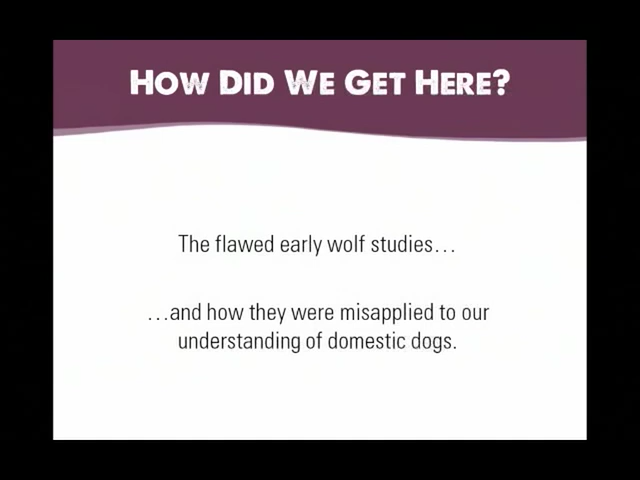 How Did We Get Here?
The flawed early wolf studies…
…and how they were misapplied to our
understanding of domestic dogs.